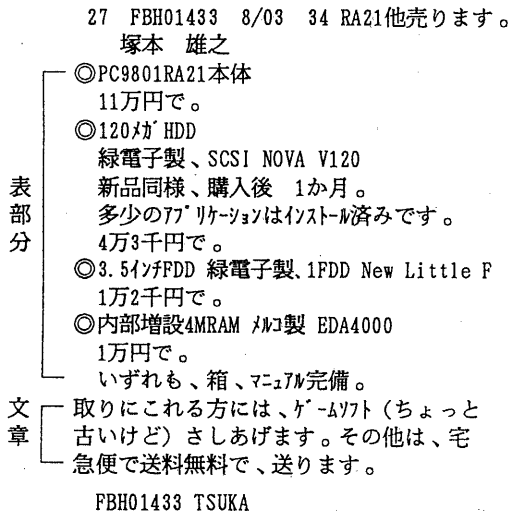 27 FBH01433 8/03 34 RA21他売ります。
塚本 雄之
◎PC9801RA21本体
11万円で。
◎120ﾒｶﾞHDD
緑電子製、SCSI NOVA V120
新品同様、購入後 1か月。
多少のｱﾌﾟﾘｹｰｼｮﾝはｲﾝｽﾄｰﾙ済みです。
4万3千円で。
◎3.5ｲﾝﾁFDD 緑電子製､1FDD New Little F
1万2千円で。
◎内部増設4MRAM ﾒﾙｺ製 EDA4000
1万円で。
いずれも、箱、ﾏﾆｭｱﾙ完備。
表部分
取りにこれる方には、ｹﾞｰﾑｿﾌﾄ（ちょっと
古いけど）さしあげます。その他は、宅
急便で送料無料で、送ります。
文章
FBH01433 TSUKA